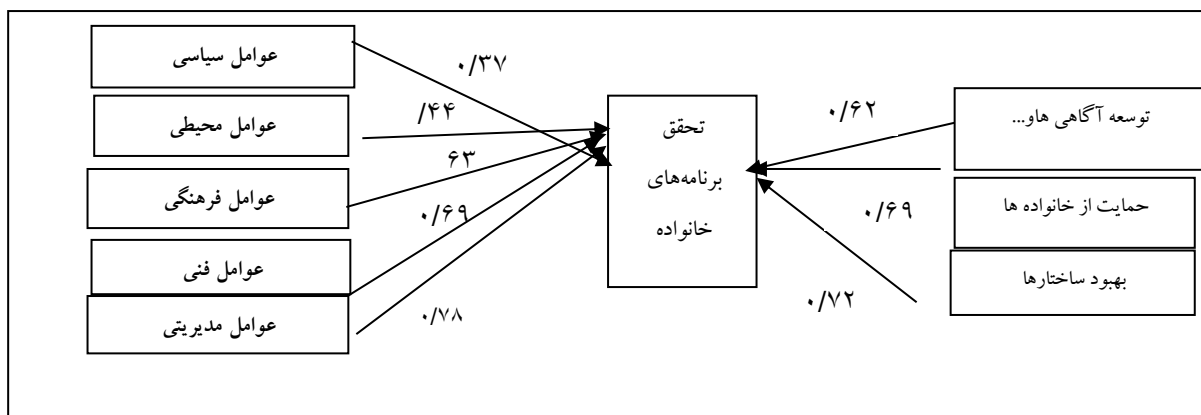 عوامل سیاسی
۰/۳۷
عوامل محیطی
/۴۴
عوامل فرهنگی
۶۳
عوامل فنی
۰/۶۹
عوامل مدیریتی
۰/۷۸
تحقق
برنامه‌های
خانواده
توسعه آگاهی هاو...
۰/۶۲
حمایت از خانواده ها
۰/۶۹
بهبود ساختارها
۰/۷۲